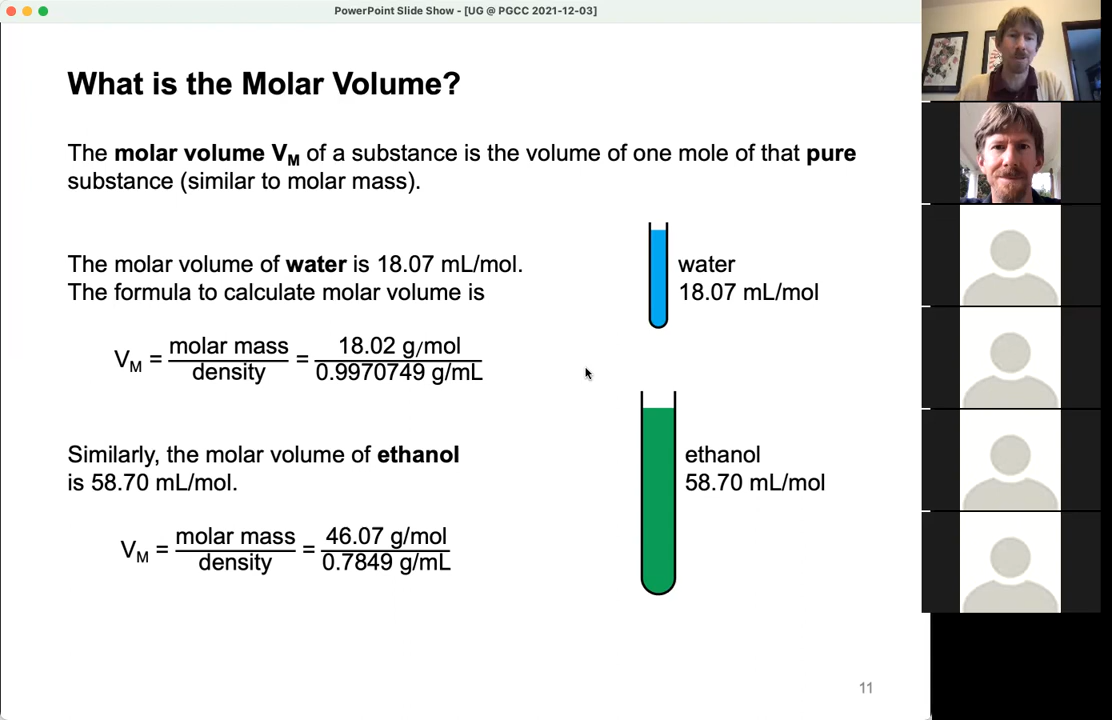 PowerPoint Slide Show - [UG @ PGCC 2021-12-03]
What is the Molar Volume?
The molar volume VM of a substance is the volume of one mole of that pure
substance (similar to molar mass).
The molar volume of water is 18.07 mL/mol.
The formula to calculate molar volume is
VM = molar mass / density = 18.02 g/mol / 0.9970749 g/mL
water
18.07 mL/mol
Similarly, the molar volume of ethanol
is 58.70 mL/mol.
VM = molar mass / density = 46.07 g/mol / 0.7849 g/mL
ethanol
58.70 mL/mol
11